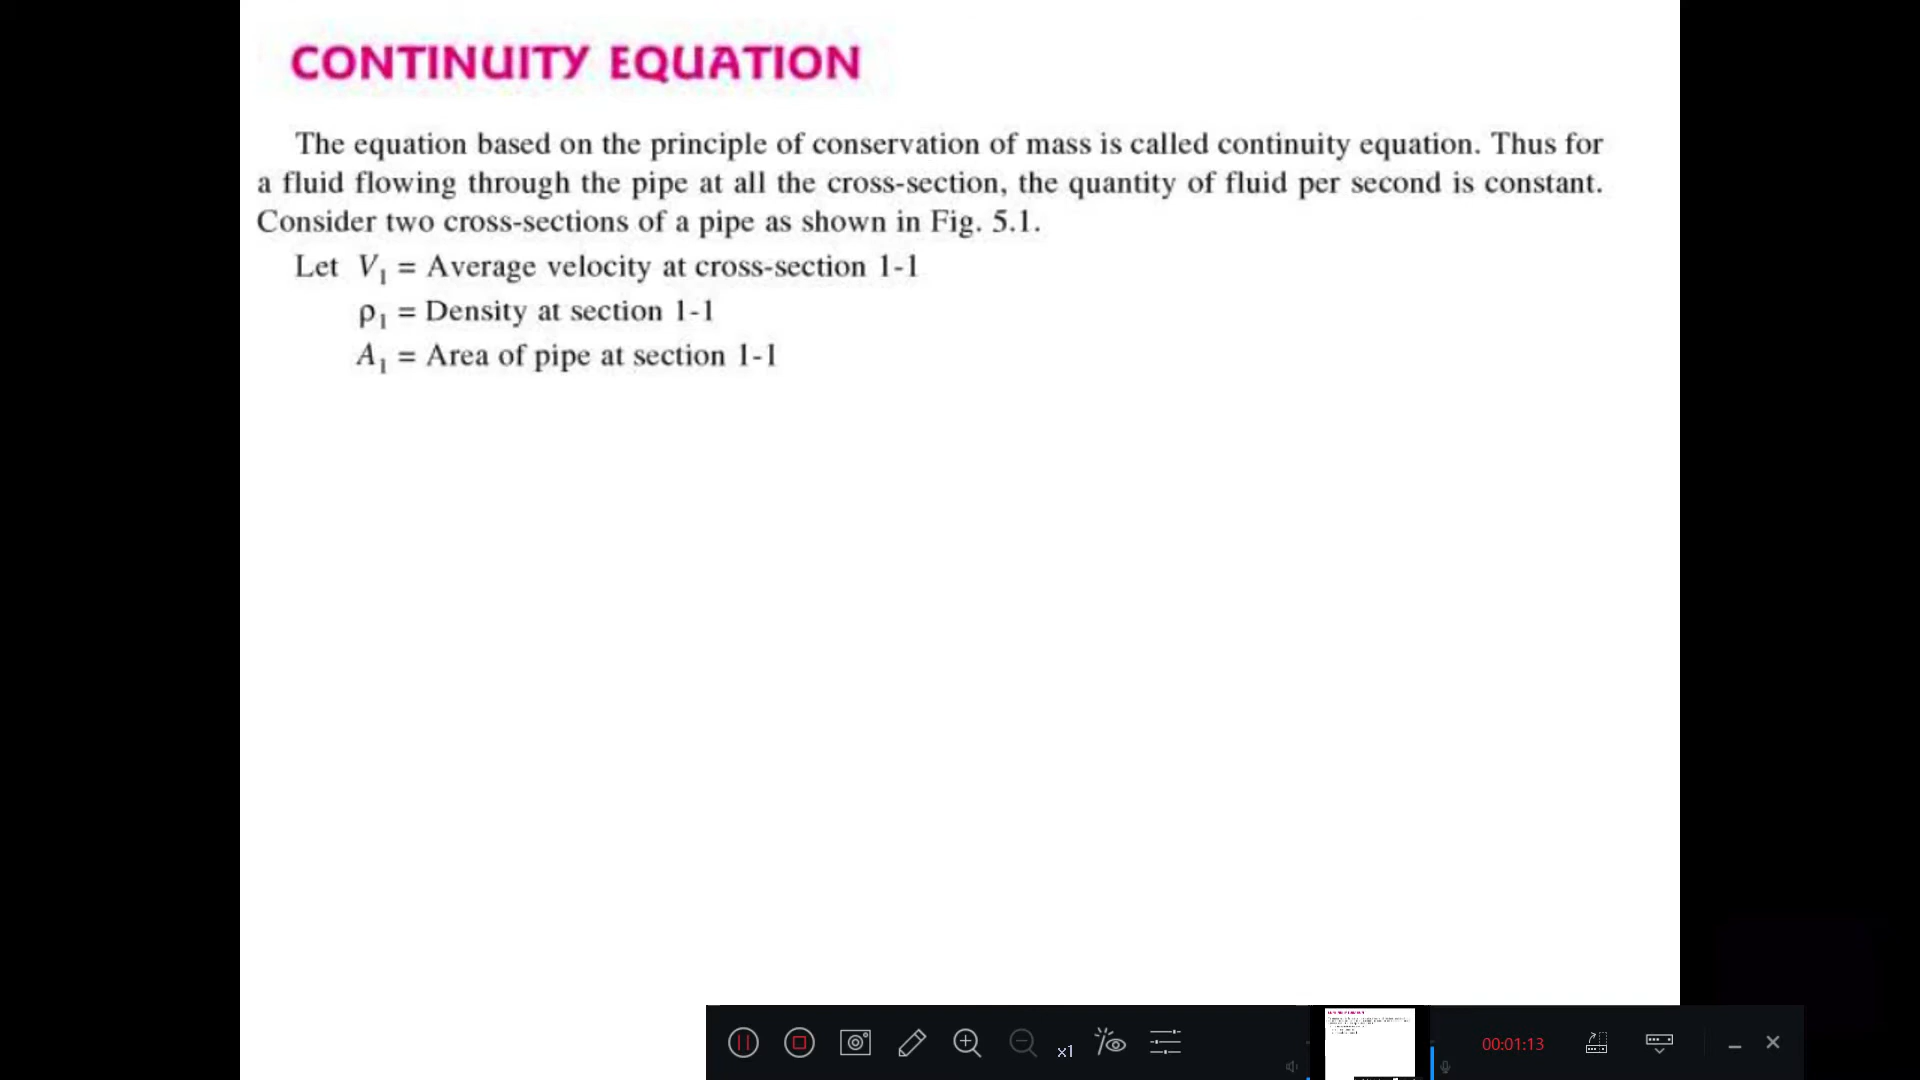 CONTINUITY EQUATION
The equation based on the principle of conservation of mass is called continuity equation. Thus for
a fluid flowing through the pipe at all the cross-section, the quantity of fluid per second is constant.
Consider two cross-sections of a pipe as shown in Fig. 5.1.
Let V₁ = Average velocity at cross-section 1-1
ρ₁ = Density at section 1-1
A₁ = Area of pipe at section 1-1
x1
00:01:13